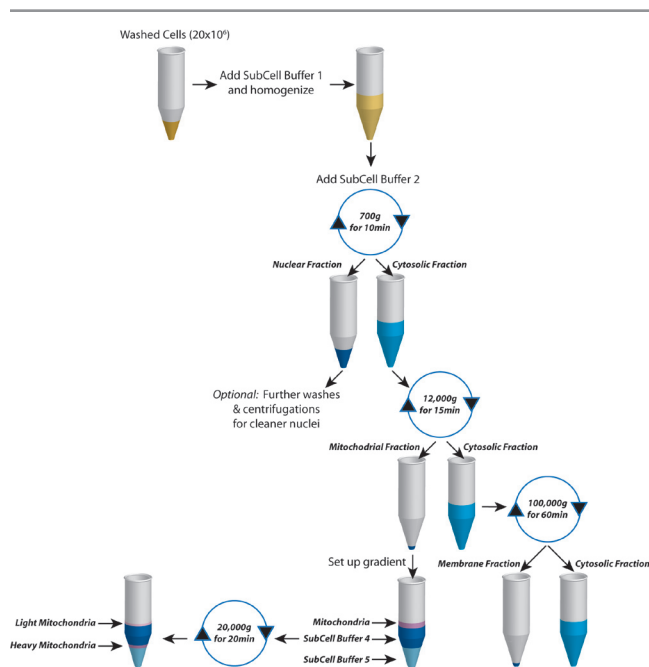 Washed Cells (20x10⁶)
Add SubCell Buffer 1
and homogenize
Add SubCell Buffer 2
700g
for 10min
Nuclear Fraction
Cytosolic Fraction
Optional: Further washes
& centrifugations
for cleaner nuclei
12,000g
for 15min
Mitochodrial Fraction
Cytosolic Fraction
100,000g
for 60min
Set up gradient
Membrane Fraction
Cytosolic Fraction
Light Mitochondria
Heavy Mitochondria
20,000g
for 20min
Mitochondria
SubCell Buffer 4
SubCell Buffer 5